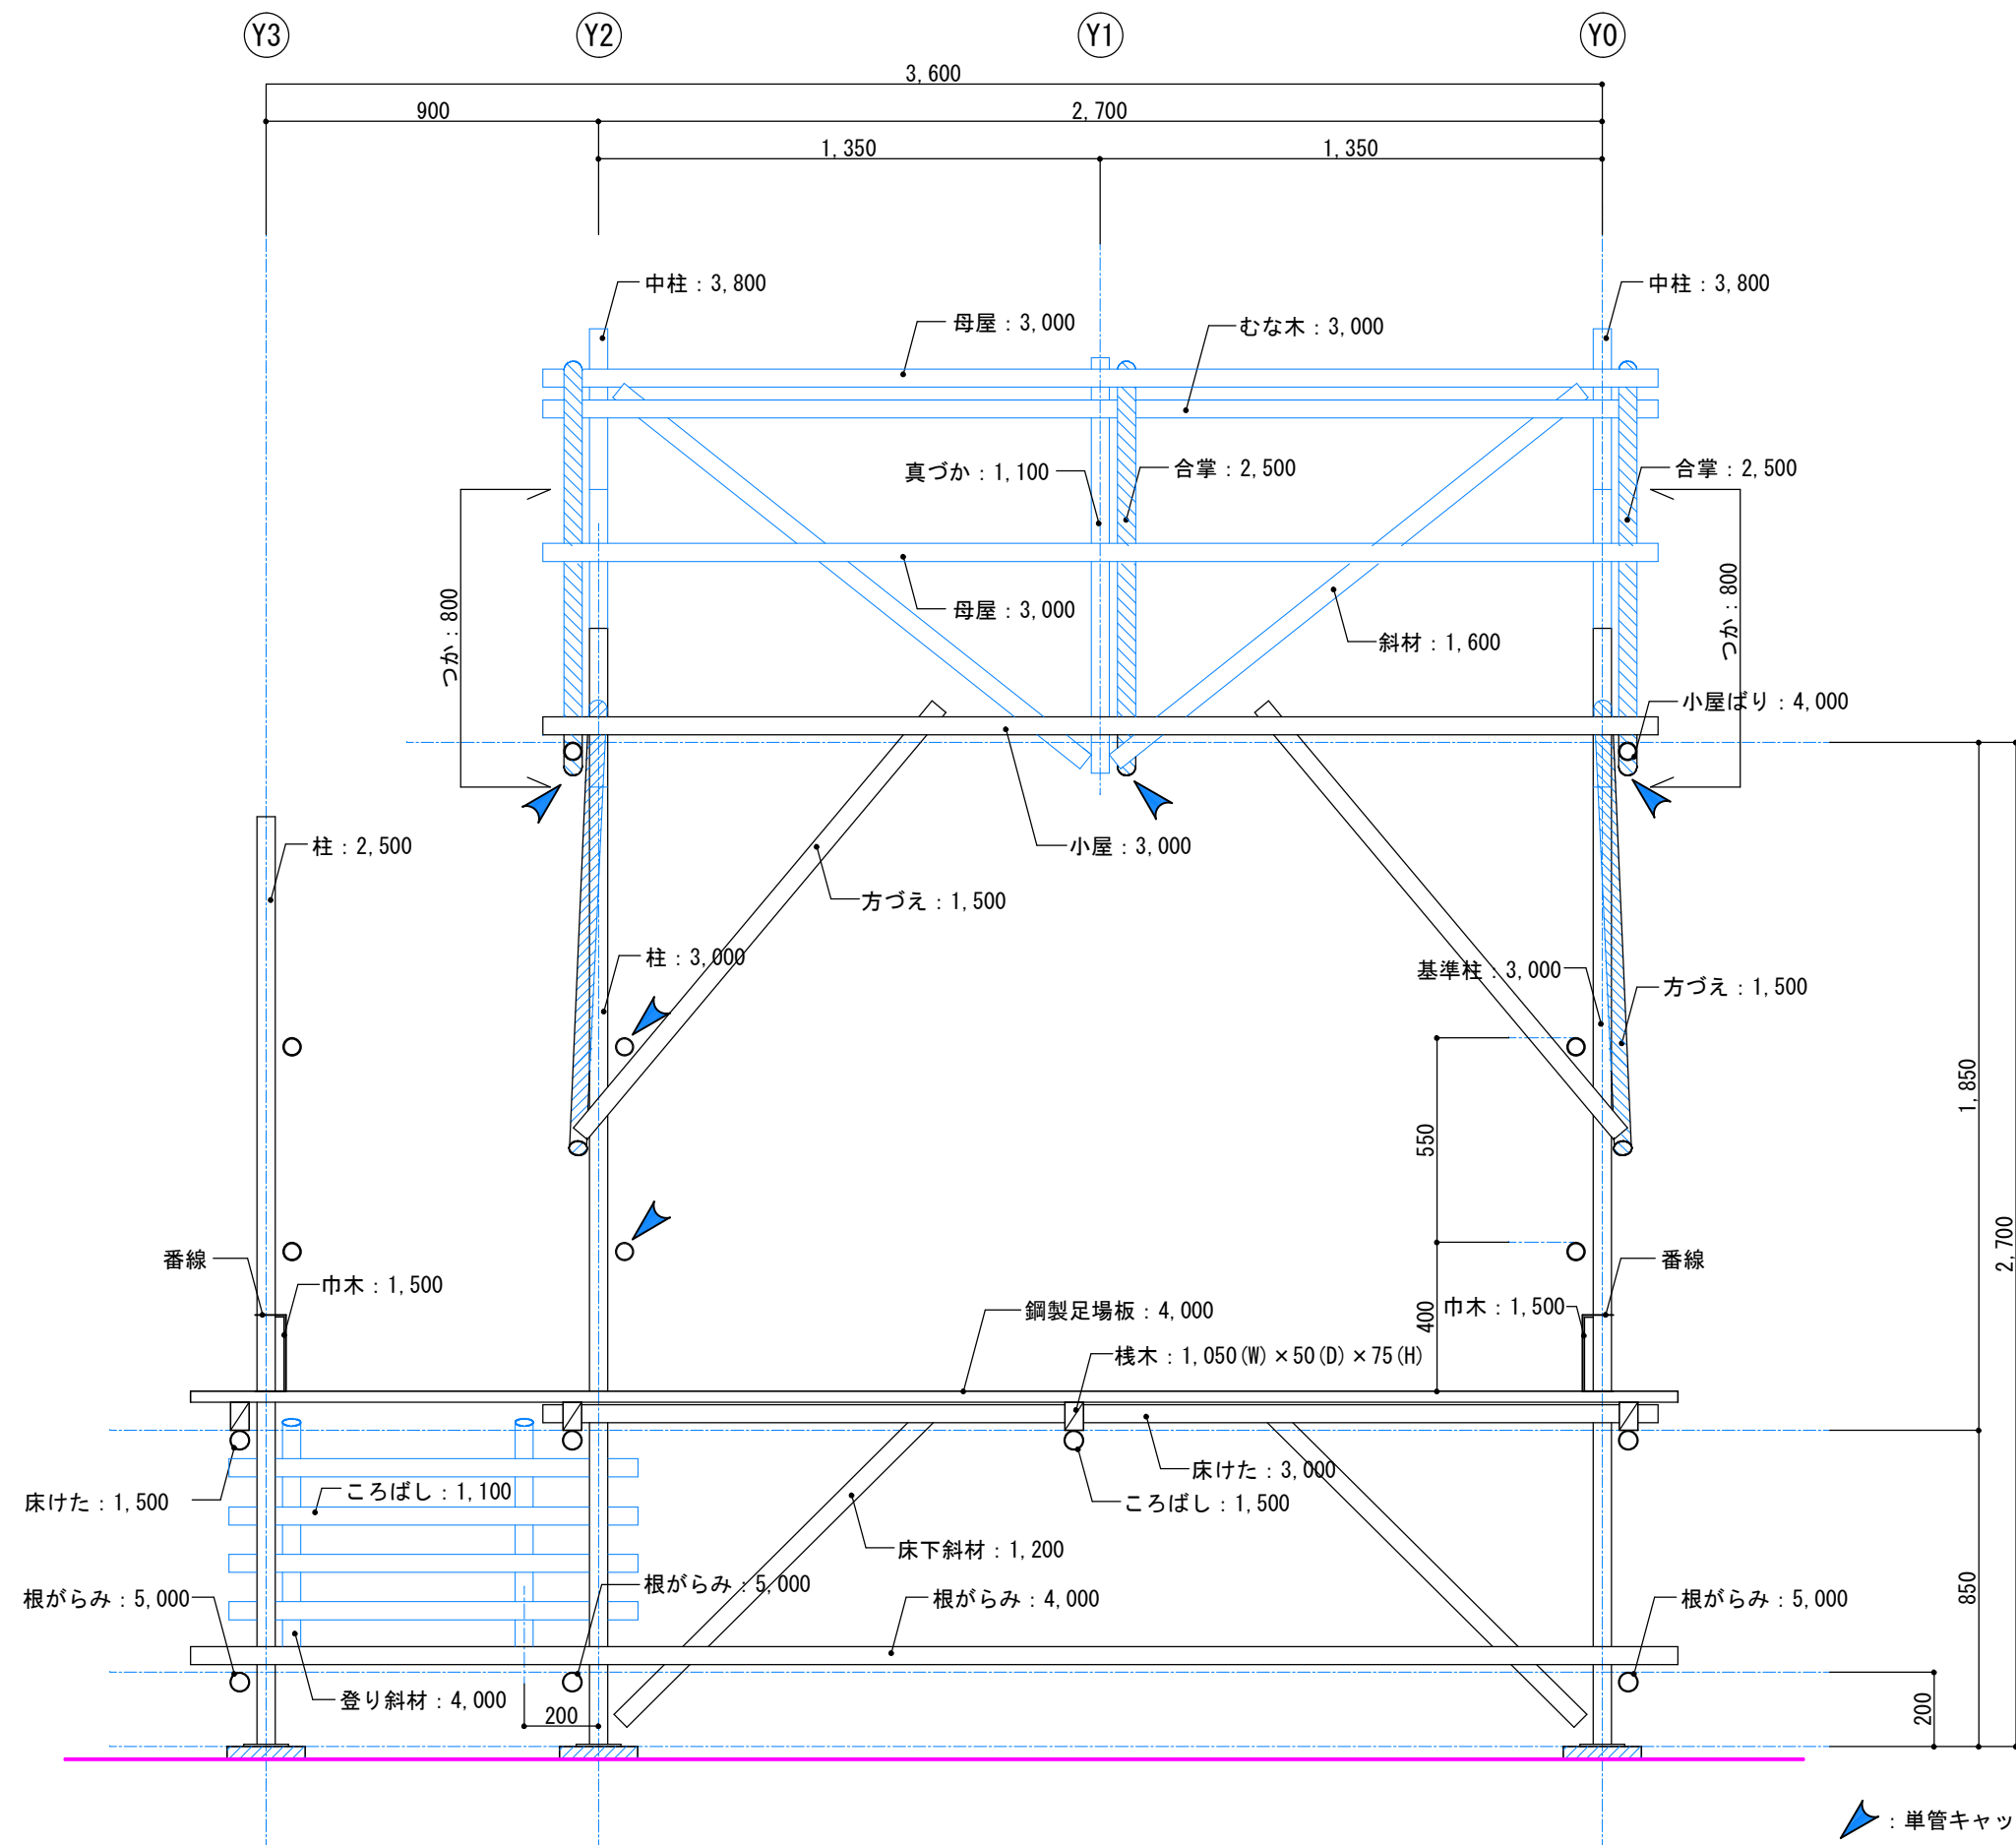 Y3 Y2 Y1 Y0
3,600
900 2,700
1,350 1,350
中柱：3,800 中柱：3,800
母屋：3,000 むな木：3,000
真づか：1,100 合掌：2,500 合掌：2,500
つか：800 母屋：3,000 つか：800
斜材：1,600
小屋ばり：4,000
柱：2,500 小屋：3,000
方づえ：1,500
柱：3,000 基準柱：3,000
方づえ：1,500
1,850
550
2,700
番線 番線
巾木：1,500 巾木：1,500
鋼製足場板：4,000
400
桟木：1,050(W)×50(D)×75(H)
床けた：3,000
床けた：1,500 ころばし：1,100 ころばし：1,500
床下斜材：1,200
根がらみ：5,000 根がらみ：5,000 根がらみ：4,000 根がらみ：5,000
850
登り斜材：4,000
200 200
：単管キャッ